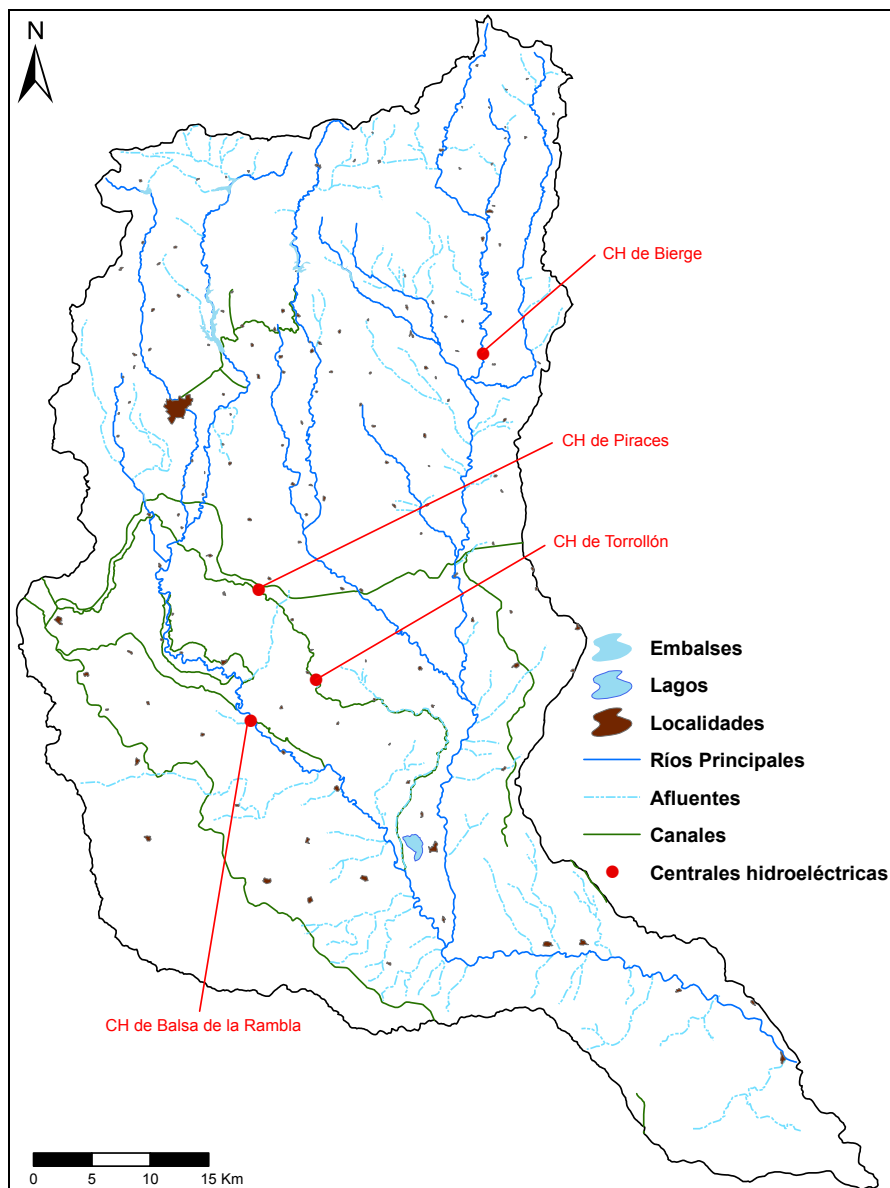 N
CH de Bierge
CH de Piraces
CH de Torrollón
Embalses
Lagos
Localidades
Ríos Principales
Afluentes
Canales
Centrales hidroeléctricas
CH de Balsa de la Rambla
0 5 10 15 Km